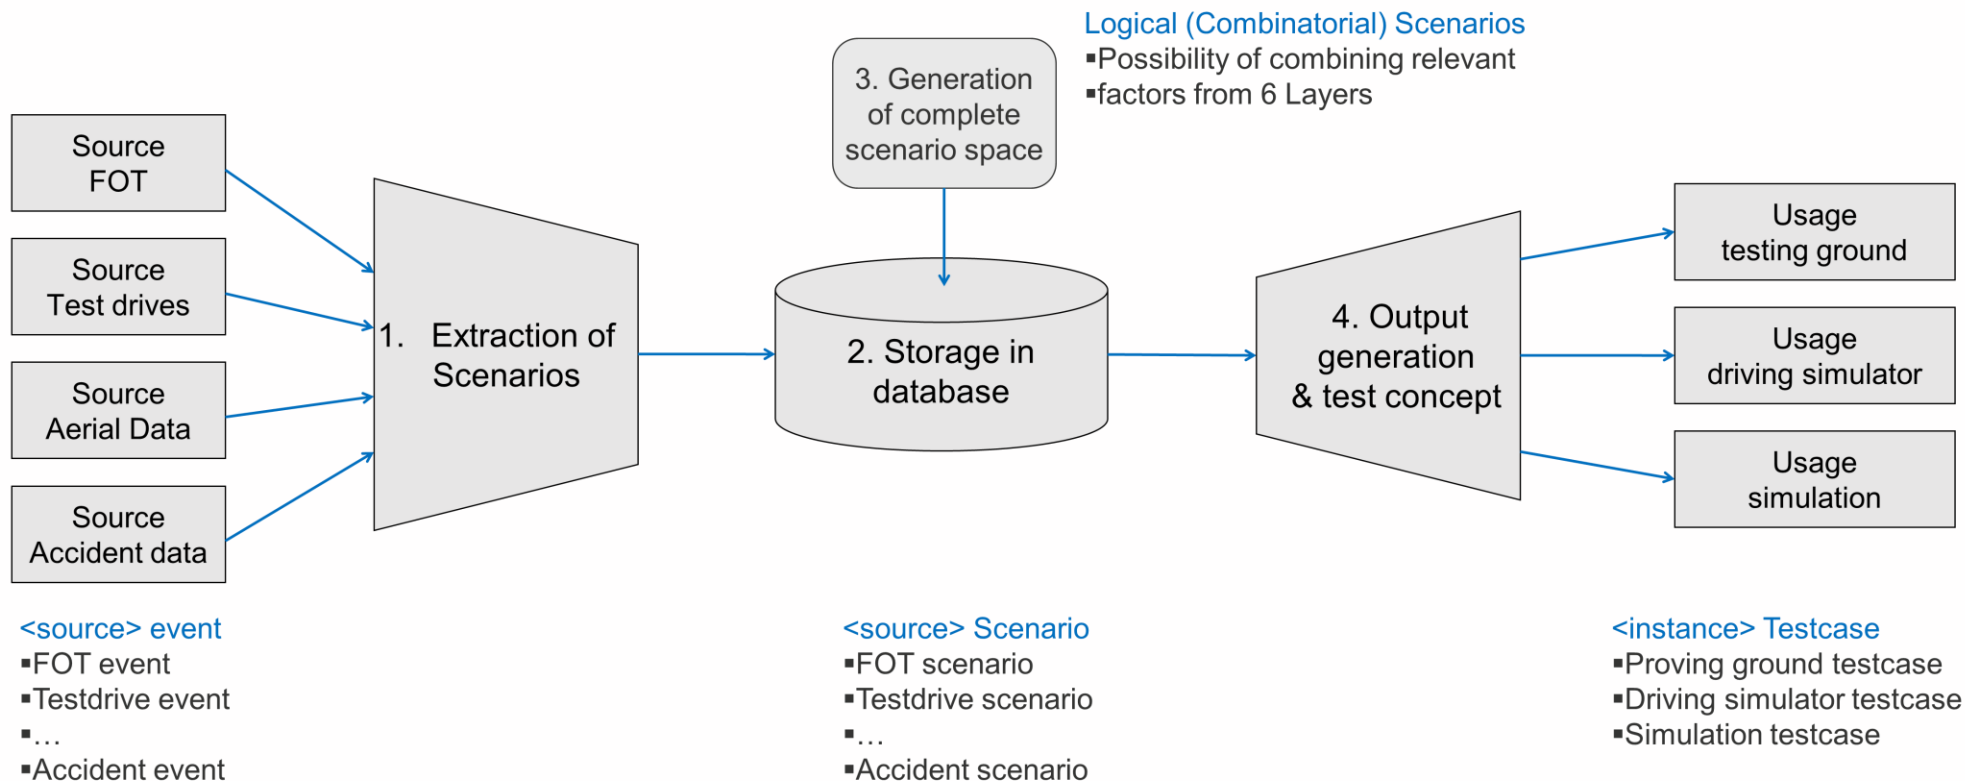 Logical (Combinatorial) Scenarios
▪Possibility of combining relevant
▪factors from 6 Layers
3. Generation
of complete
scenario space
Source
FOT
Source
Test drives
Source
Aerial Data
Source
Accident data
1. Extraction of
Scenarios
2. Storage in
database
4. Output
generation
& test concept
Usage
testing ground
Usage
driving simulator
Usage
simulation
<source> event
▪FOT event
▪Testdrive event
▪…
▪Accident event
<source> Scenario
▪FOT scenario
▪Testdrive scenario
▪…
▪Accident scenario
<instance> Testcase
▪Proving ground testcase
▪Driving simulator testcase
▪Simulation testcase